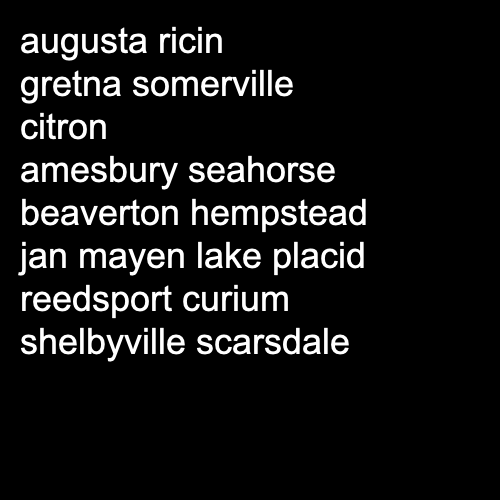 augusta ricin
gretna somerville
citron
amesbury seahorse
beaverton hempstead
jan mayen lake placid
reedsport curium
shelbyville scarsdale